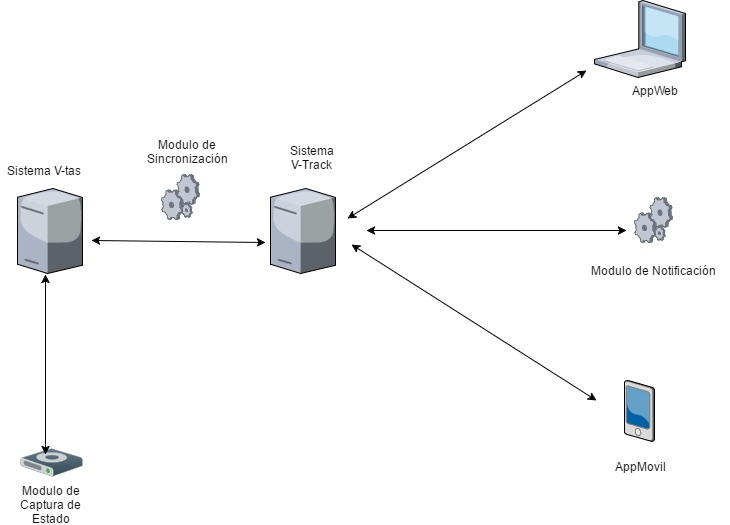 AppWeb
Modulo de
Sincronización
Sistema
V-Track
Sistema V-tas
Modulo de Notificación
AppMovil
Modulo de
Captura de
Estado